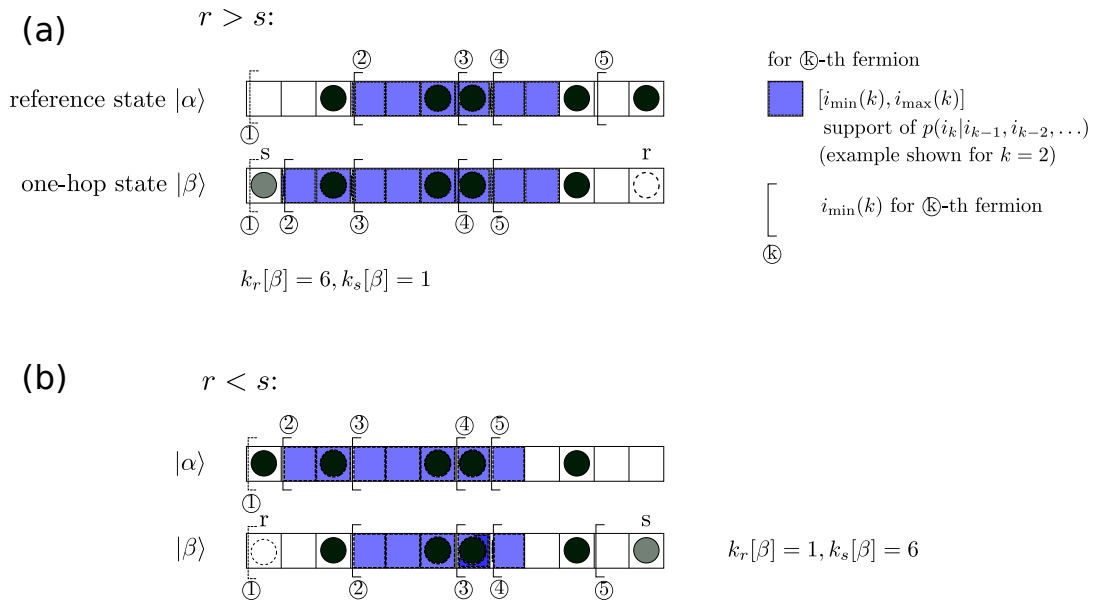 (a)
r > s:
② ③ ④ ⑤
reference state |α⟩
①
s r
one-hop state |β⟩
① ② ③ ④ ⑤
k_r[β] = 6, k_s[β] = 1
for ⓚ-th fermion
[i_min(k), i_max(k)]
support of p(i_k|i_{k−1}, i_{k−2}, . . .)
(example shown for k = 2)
i_min(k) for ⓚ-th fermion
ⓚ
(b)
r < s:
② ③ ④ ⑤
|α⟩
①
r s
|β⟩
① ② ③ ④ ⑤
k_r[β] = 1, k_s[β] = 6